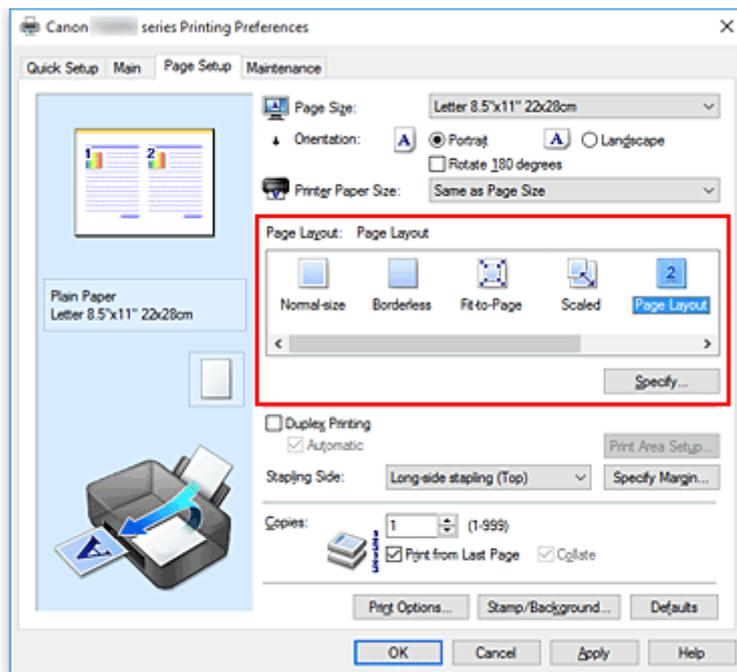 Canon series Printing Preferences
Quick Setup Main Page Setup Maintenance
Page Size: Letter 8.5"x11" 22x28cm
Orientation: A Portrait A Landscape
Rotate 180 degrees
Printer Paper Size: Same as Page Size
1 2
Page Layout: Page Layout
2
Normal-size Borderless Fit-to-Page Scaled Page Layout
Plain Paper
Letter 8.5"x11" 22x28cm
Specify...
Duplex Printing
Automatic Print Area Setup...
Stapling Side: Long-side stapling (Top) Specify Margin...
Copies: 1 (1-999)
Print from Last Page Collate
A
Print Options... Stamp/Background... Defaults
OK Cancel Apply Help